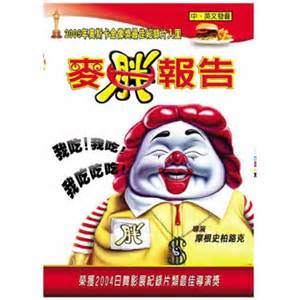 中、英文發音
2005年奧斯卡金像獎最佳紀錄片入圍
麥胖報告
我吃!我吃!
我吃吃吃!
胖
導演
摩根史柏路克
榮獲2004日舞影展紀錄片類最佳導演獎